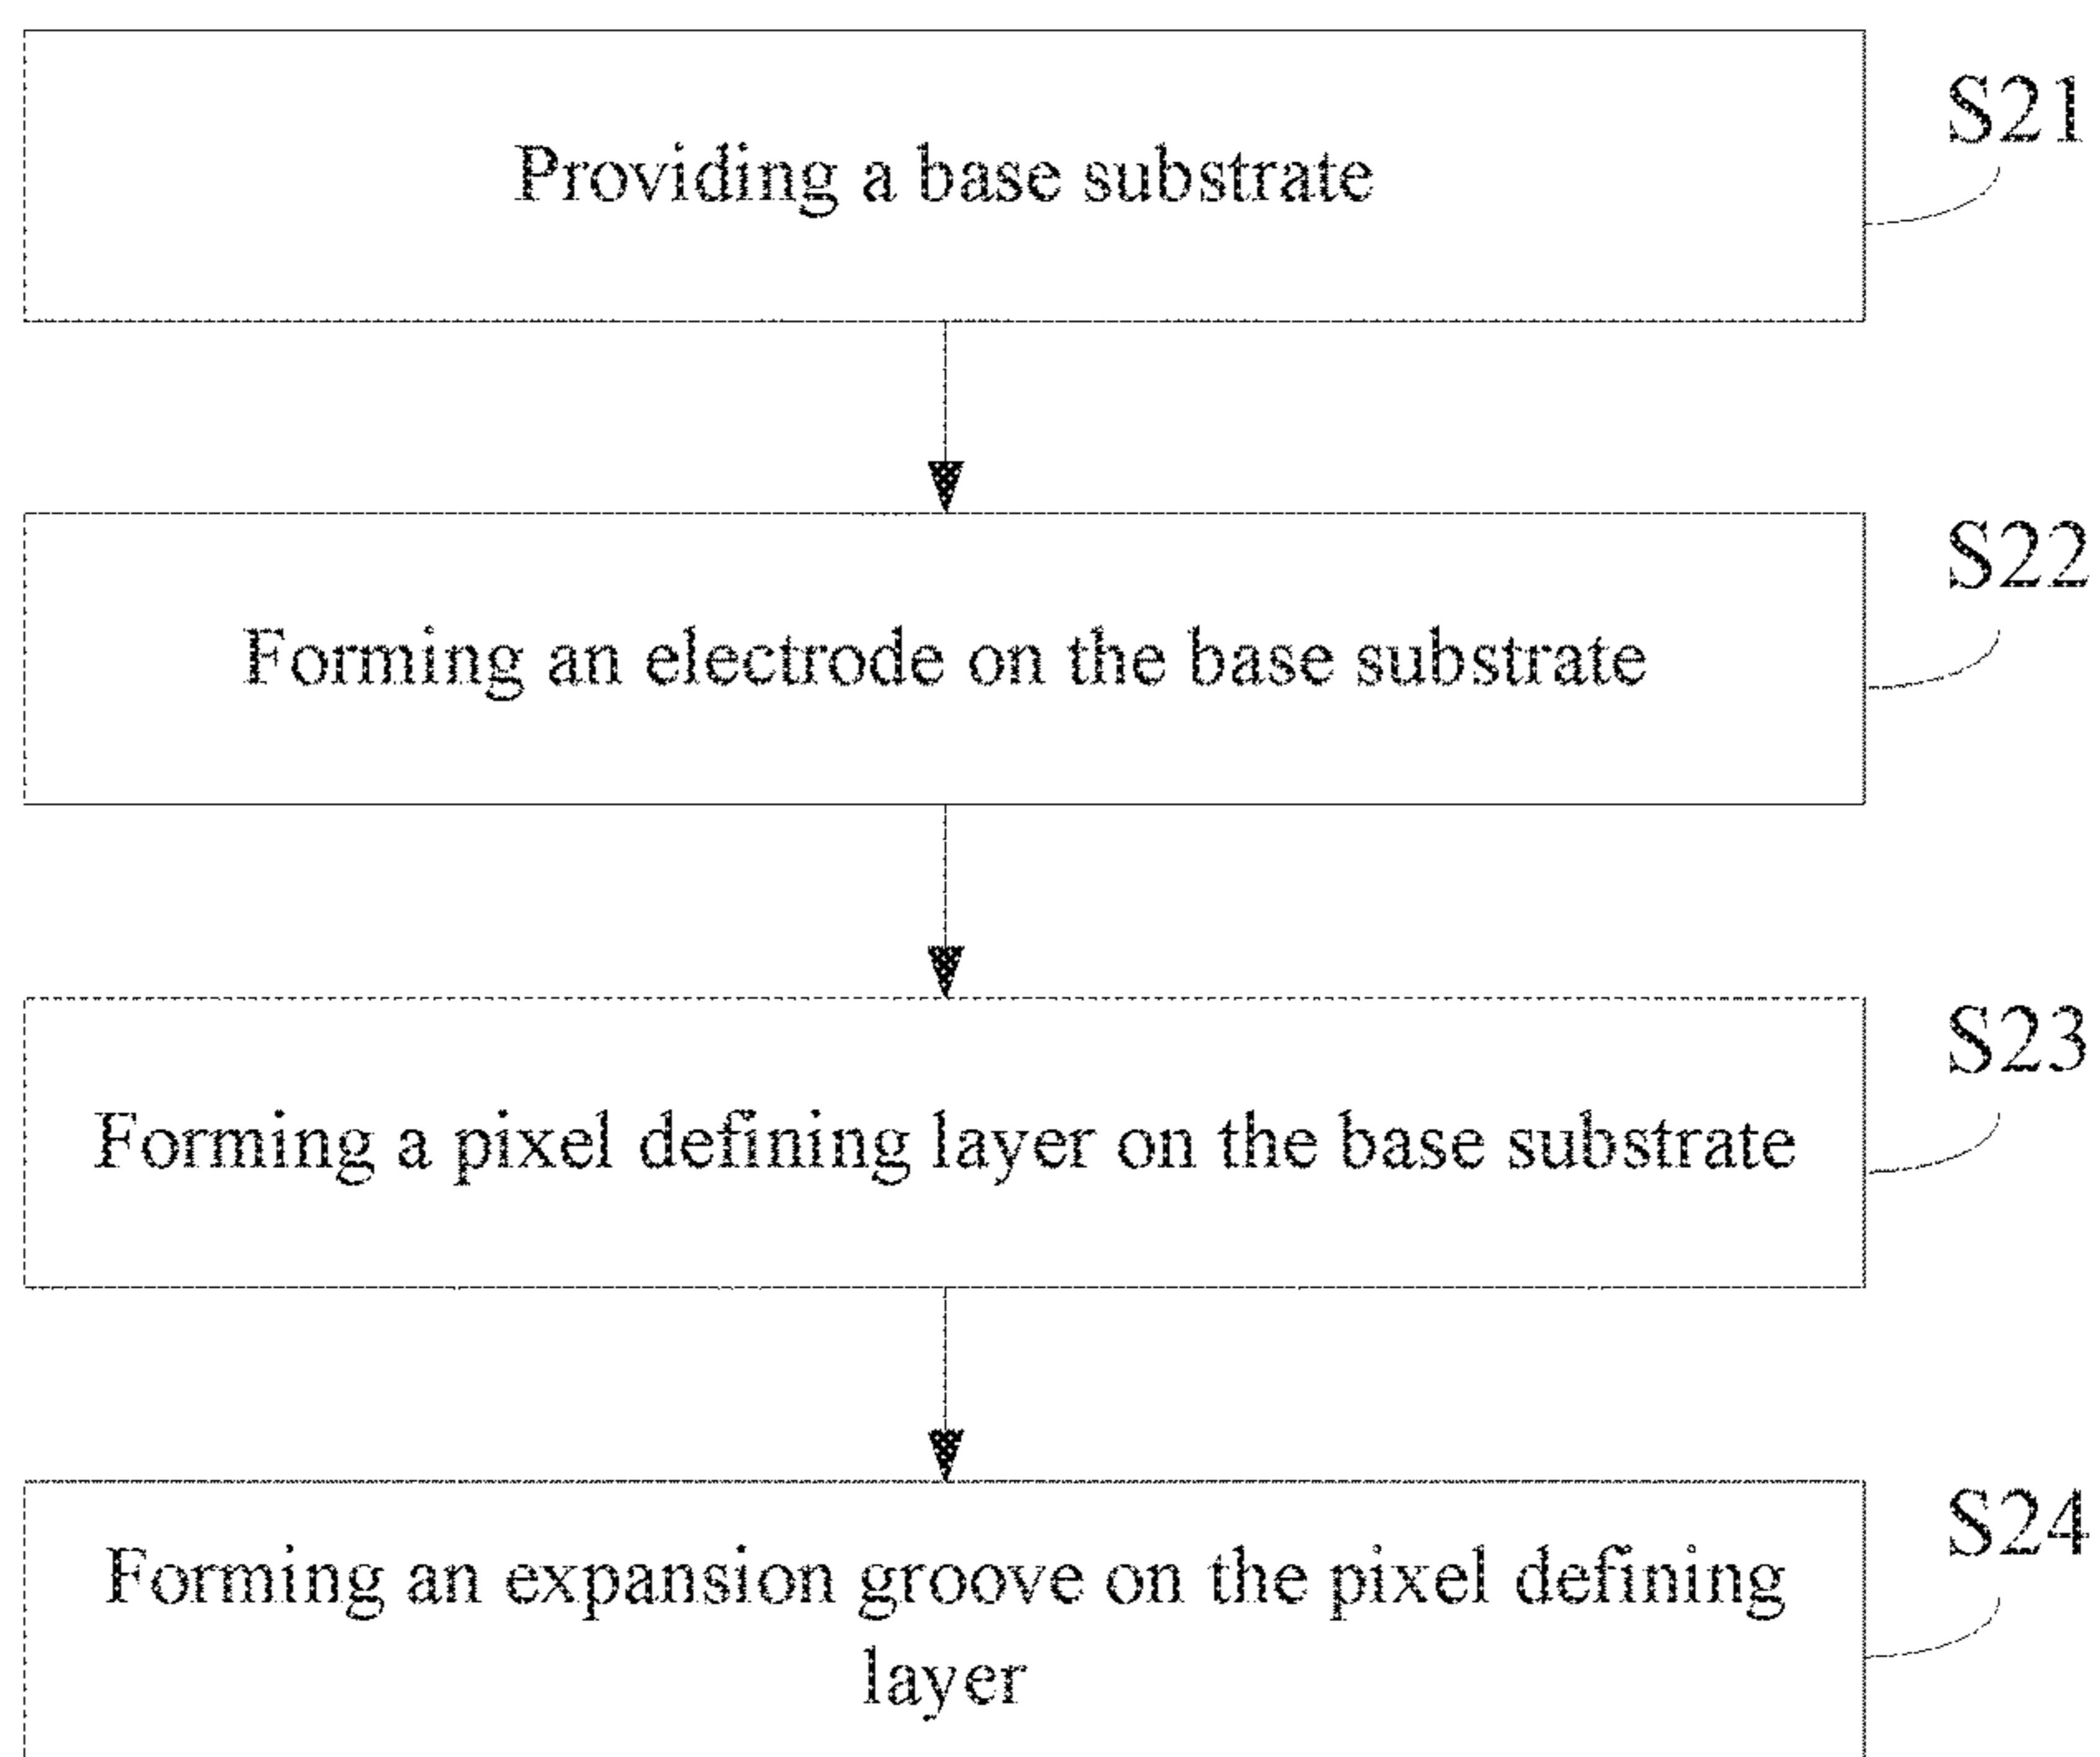 S21
Providing a base substrate
S22
Forming an electrode on the base substrate
S23
Forming a pixel defining layer on the base substrate
S24
Forming an expansion groove on the pixel defining
layer